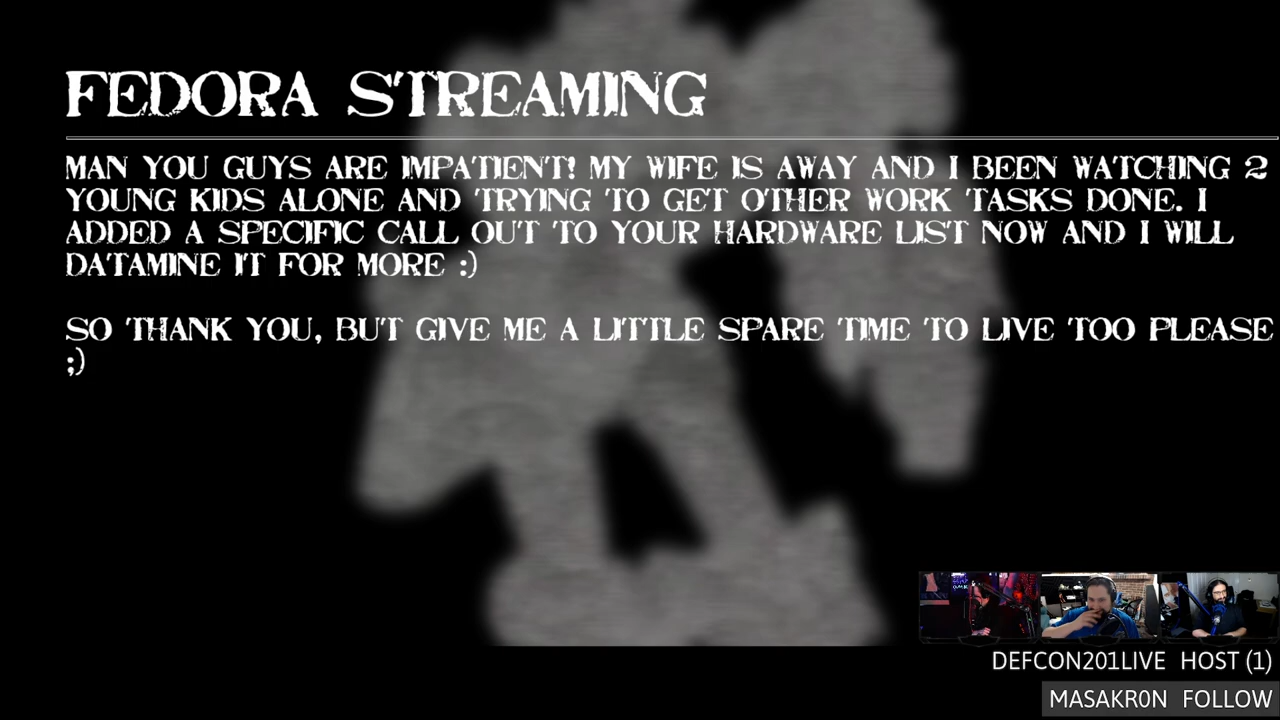 FEDORA STREAMING
MAN YOU GUYS ARE IMPATIENT! MY WIFE IS AWAY AND I BEEN WATCHING 2
YOUNG KIDS ALONE AND TRYING TO GET OTHER WORK TASKS DONE. I
ADDED A SPECIFIC CALL OUT TO YOUR HARDWARE LIST NOW AND I WILL
DATAMINE IT FOR MORE :)
SO THANK YOU, BUT GIVE ME A LITTLE SPARE TIME TO LIVE TOO PLEASE
;)
DEFCON201LIVE HOST (1)
MASAKR0N FOLLOW